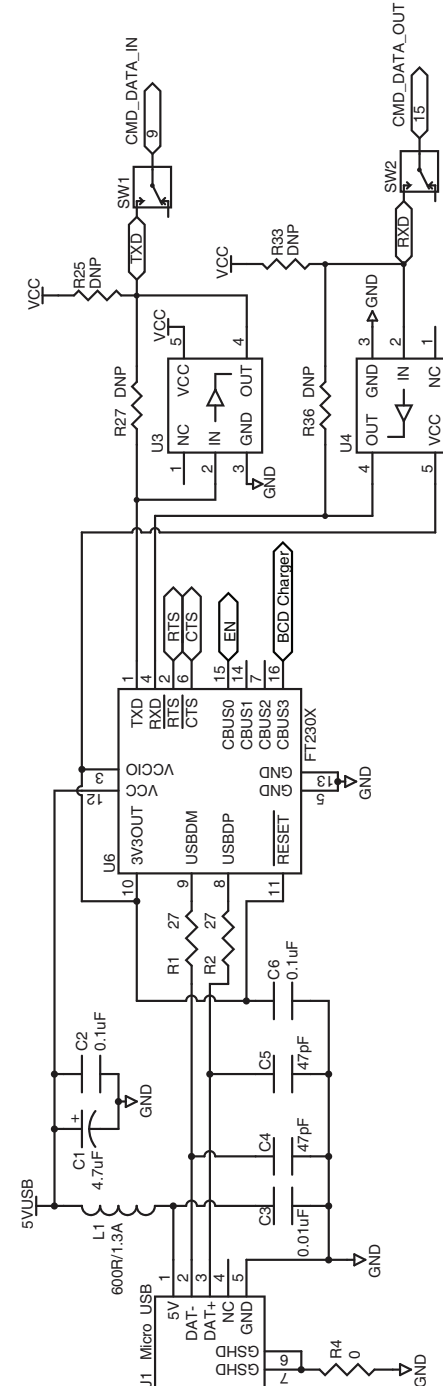 5VUSB
L1
600R/1.3A
C1
4.7uF
C2
0.1uF
GND
U1 Micro USB
5V
DAT-
DAT+
NC
GND
GSHD
GSHD
1
2
3
4
5
6
7
R4
0
GND
C3
0.01uF
C4
47pF
C5
47pF
C6
0.1uF
GND
R1
27
R2
27
U6
FT230X
10
9
8
11
3V3OUT
USBDM
USBDP
RESET
12
3
VCC
VCCIO
GND
GND
5
13
GND
TXD
RXD
RTS
CTS
CBUS0
CBUS1
CBUS2
CBUS3
1
4
2
6
15
14
7
16
RTS
CTS
EN
BCD Charger
R27 DNP
VCC
R25
DNP
U3
1
2
3
NC
IN
GND
VCC
OUT
5
4
VCC
GND
TXD
SW1
9
CMD_DATA_IN
R36 DNP
VCC
R33
DNP
U4
4
5
OUT
VCC
GND
IN
NC
3
2
1
GND
RXD
SW2
15
CMD_DATA_OUT